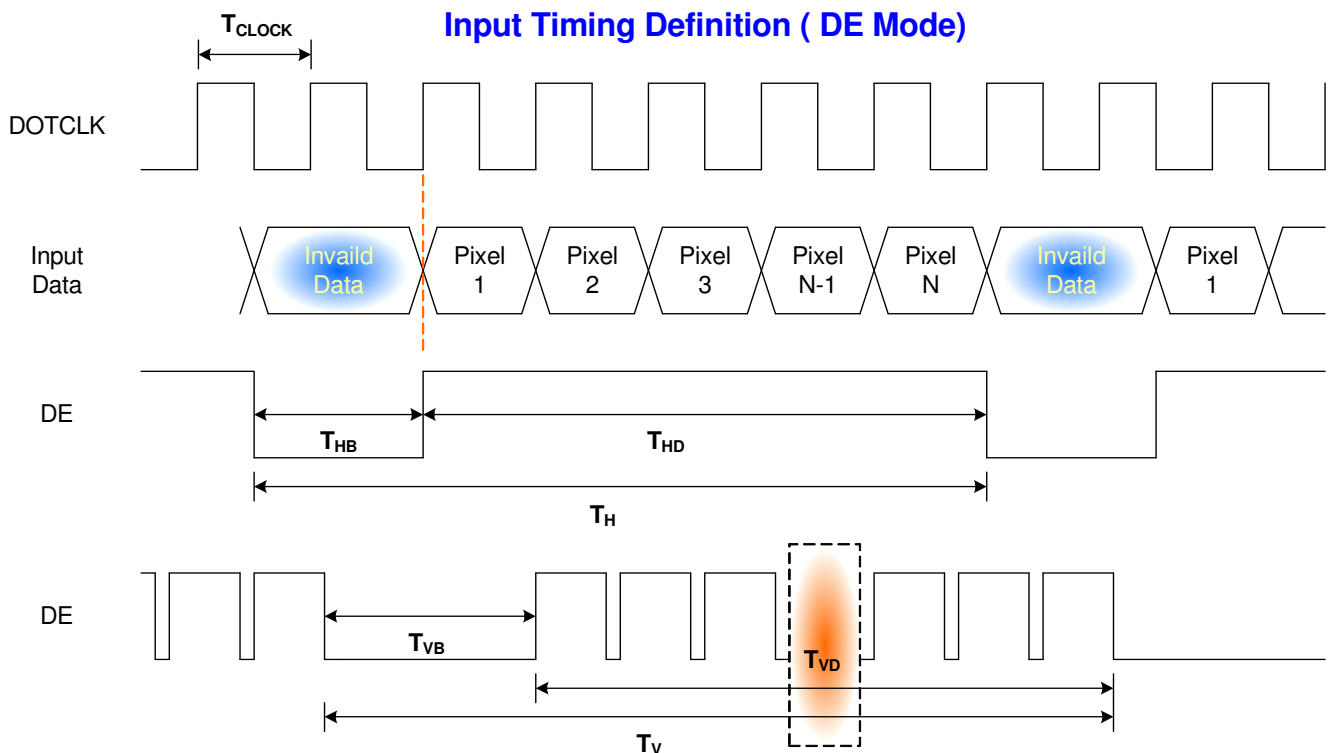 Input Timing Definition ( DE Mode)
TCLOCK
DOTCLK
Input
Data
Invaild
Data
Pixel
1
Pixel
2
Pixel
3
Pixel
N-1
Pixel
N
Invaild
Data
Pixel
1
DE
THB
THD
TH
DE
TVB
TVD
TV